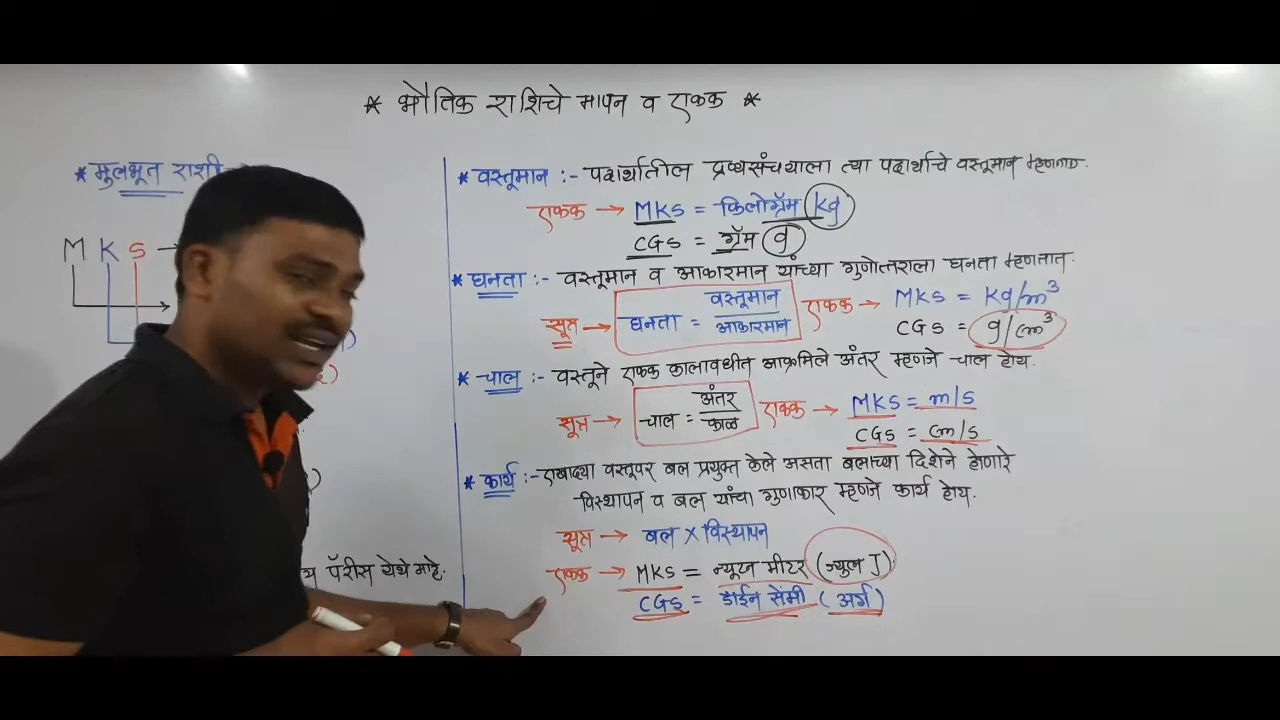 * भौतिक राशिचे मापन व एकक *
* मुलभूत राशी
M K S →
य पॅरीस येथे आहे.
* वस्तूमान :- पदार्थातील द्रव्यसंचयाला त्या पदार्थाचे वस्तूमान म्हणतात.
एकक → MKS = किलोग्रॅम Kg
CGS = ग्रॅम g
* घनता :- वस्तूमान व आकारमान यांच्या गुणोत्तराला घनता म्हणतात.
सूत्र → घनता = वस्तूमान / आकारमान एकक → MKS = Kg/m³
CGS = g/cm³
* चाल :- वस्तूने एकक कालावधीत आक्रमिले अंतर म्हणजे चाल होय.
सूत्र → चाल = अंतर / काळ एकक → MKS = m/s
CGS = cm/s
* कार्य :- एखाद्या वस्तूपर बल प्रयुक्त केले असता बलाच्या दिशेने होणारे
विस्थापन व बल यांचा गुणाकार म्हणजे कार्य होय.
सूत्र → बल × विस्थापन
एकक → MKS = न्यूटन मीटर (ज्युल J)
CGS = डाईन सेंमी (अर्ग)